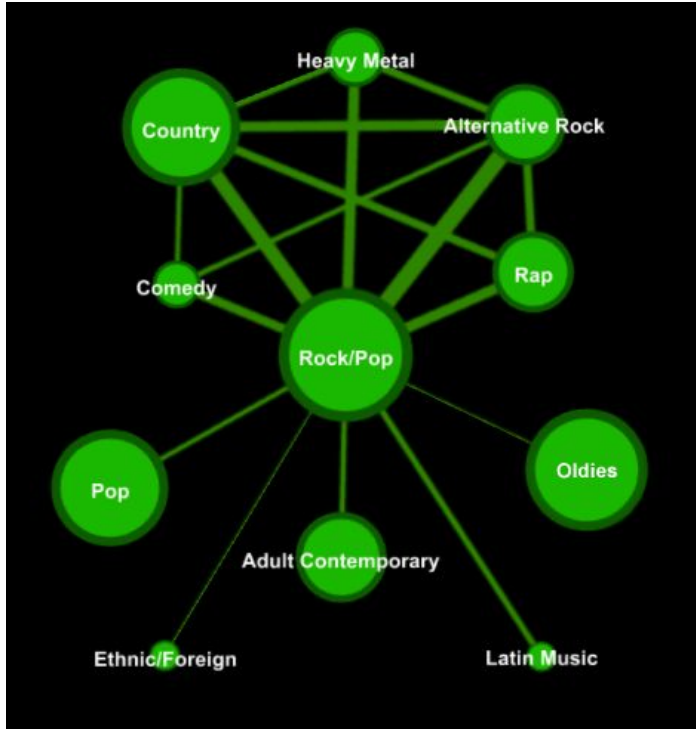 Heavy Metal
Country
Alternative Rock
Comedy
Rap
Rock/Pop
Pop
Oldies
Adult Contemporary
Ethnic/Foreign
Latin Music